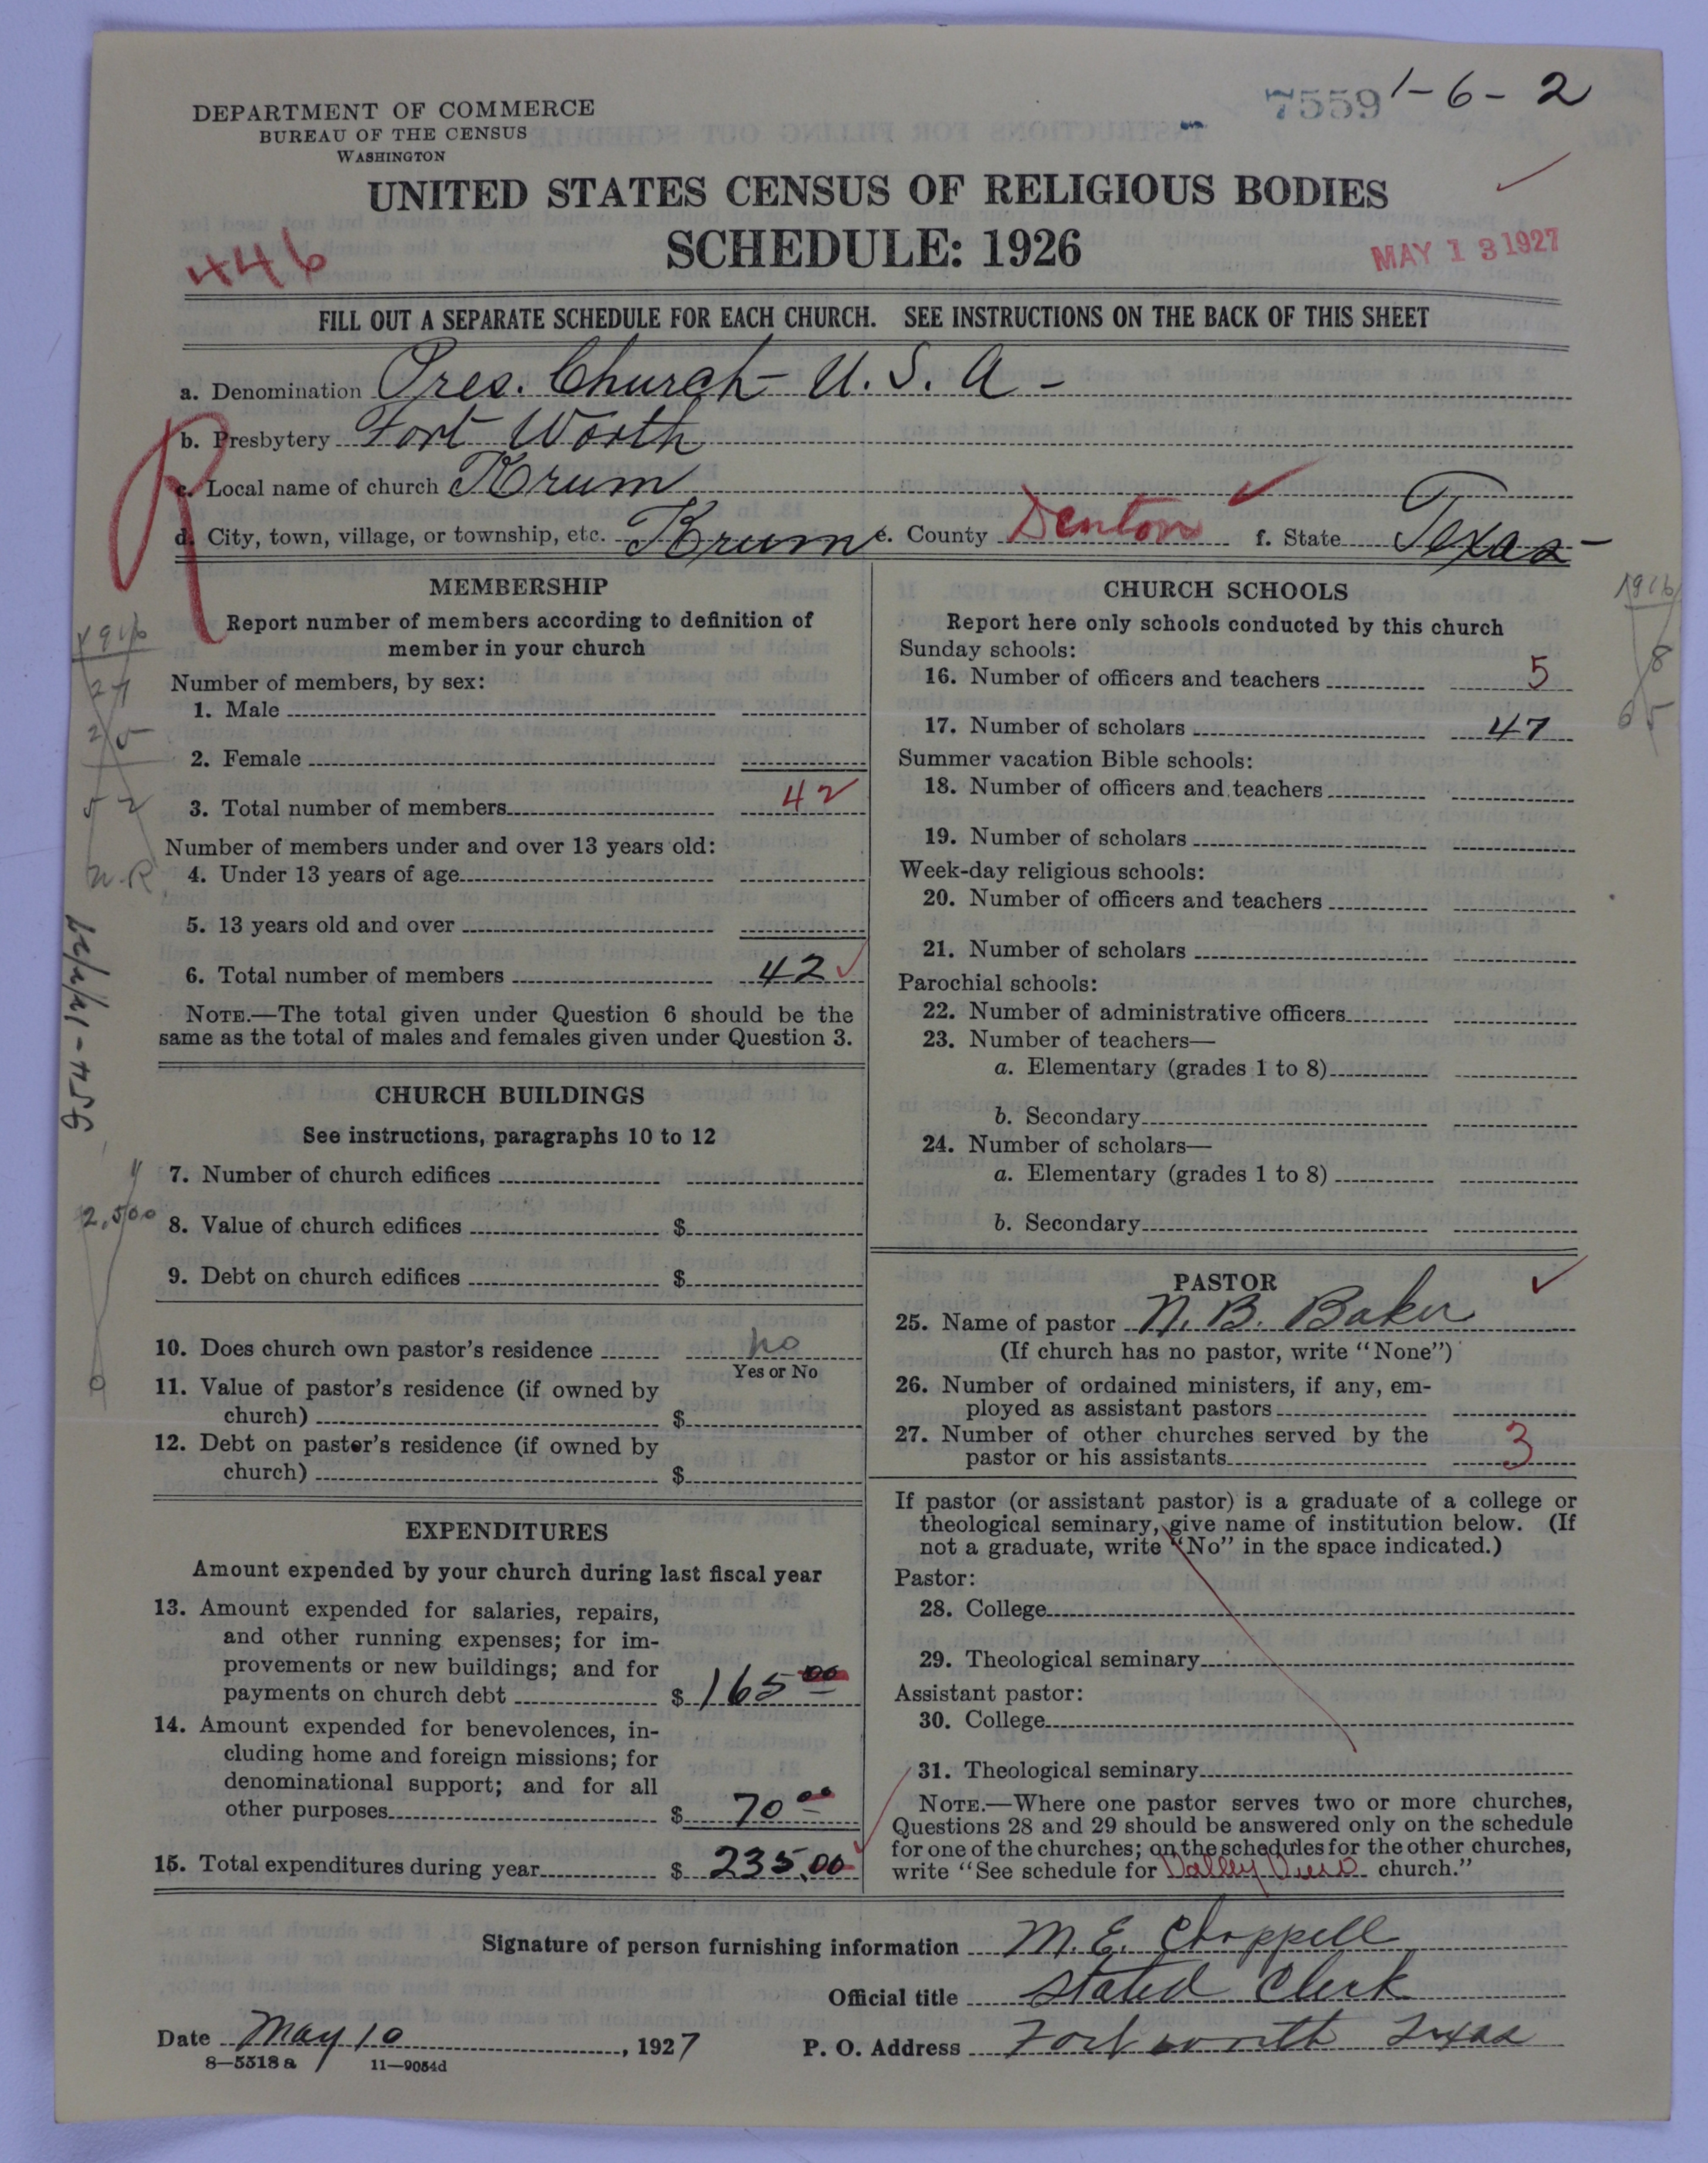 7559 1-6-2
DEPARTMENT OF COMMERCE
BUREAU OF THE CENSUS
WASHINGTON
UNITED STATES CENSUS OF RELIGIOUS BODIES
SCHEDULE: 1926
446
MAY 13 1927
FILL OUT A SEPARATE SCHEDULE FOR EACH CHURCH. SEE INSTRUCTIONS ON THE BACK OF THIS SHEET
a. Denomination Pres. Church U.S.A-
b. Presbytery Fort Worth
R
c. Local name of church Krum
d. City, town, village, or township, etc. Krum e. County Denton f. State Texas
MEMBERSHIP
Report number of members according to definition of
member in your church
1916
27
25
52
N.R
Number of members, by sex:
1. Male
2. Female
3. Total number of members 42
Number of members under and over 13 years old:
4. Under 13 years of age
5. 13 years old and over
6. Total number of members 42
NOTE.—The total given under Question 6 should be the
same as the total of males and females given under Question 3.
CHURCH BUILDINGS
See instructions, paragraphs 10 to 12
7. Number of church edifices
2,500
8. Value of church edifices $
9. Debt on church edifices $
10. Does church own pastor's residence no
Yes or No
0
11. Value of pastor's residence (if owned by
church) $
12. Debt on pastor's residence (if owned by
church) $
EXPENDITURES
Amount expended by your church during last fiscal year
13. Amount expended for salaries, repairs,
and other running expenses; for im-
provements or new buildings; and for
payments on church debt $ 165 00
14. Amount expended for benevolences, in-
cluding home and foreign missions; for
denominational support; and for all
other purposes $ 70 00
15. Total expenditures during year $ 235.00
CHURCH SCHOOLS
Report here only schools conducted by this church
1916
8
65
Sunday schools:
16. Number of officers and teachers 5
17. Number of scholars 47
Summer vacation Bible schools:
18. Number of officers and teachers
19. Number of scholars
Week-day religious schools:
20. Number of officers and teachers
21. Number of scholars
Parochial schools:
22. Number of administrative officers
23. Number of teachers—
a. Elementary (grades 1 to 8)
b. Secondary
24. Number of scholars—
a. Elementary (grades 1 to 8)
b. Secondary
PASTOR
25. Name of pastor N. B. Baker
(If church has no pastor, write "None")
26. Number of ordained ministers, if any, em-
ployed as assistant pastors
27. Number of other churches served by the
pastor or his assistants 3
If pastor (or assistant pastor) is a graduate of a college or
theological seminary, give name of institution below. (If
not a graduate, write "No" in the space indicated.)
Pastor:
28. College
29. Theological seminary
Assistant pastor:
30. College
31. Theological seminary
NOTE.—Where one pastor serves two or more churches,
Questions 28 and 29 should be answered only on the schedule
for one of the churches; on the schedules for the other churches,
write "See schedule for Valley View church."
Signature of person furnishing information M. E. Chappell
Official title Stated Clerk
Date May 10, 1927 P. O. Address Fort Worth Texas
8—5518a 11—9054d